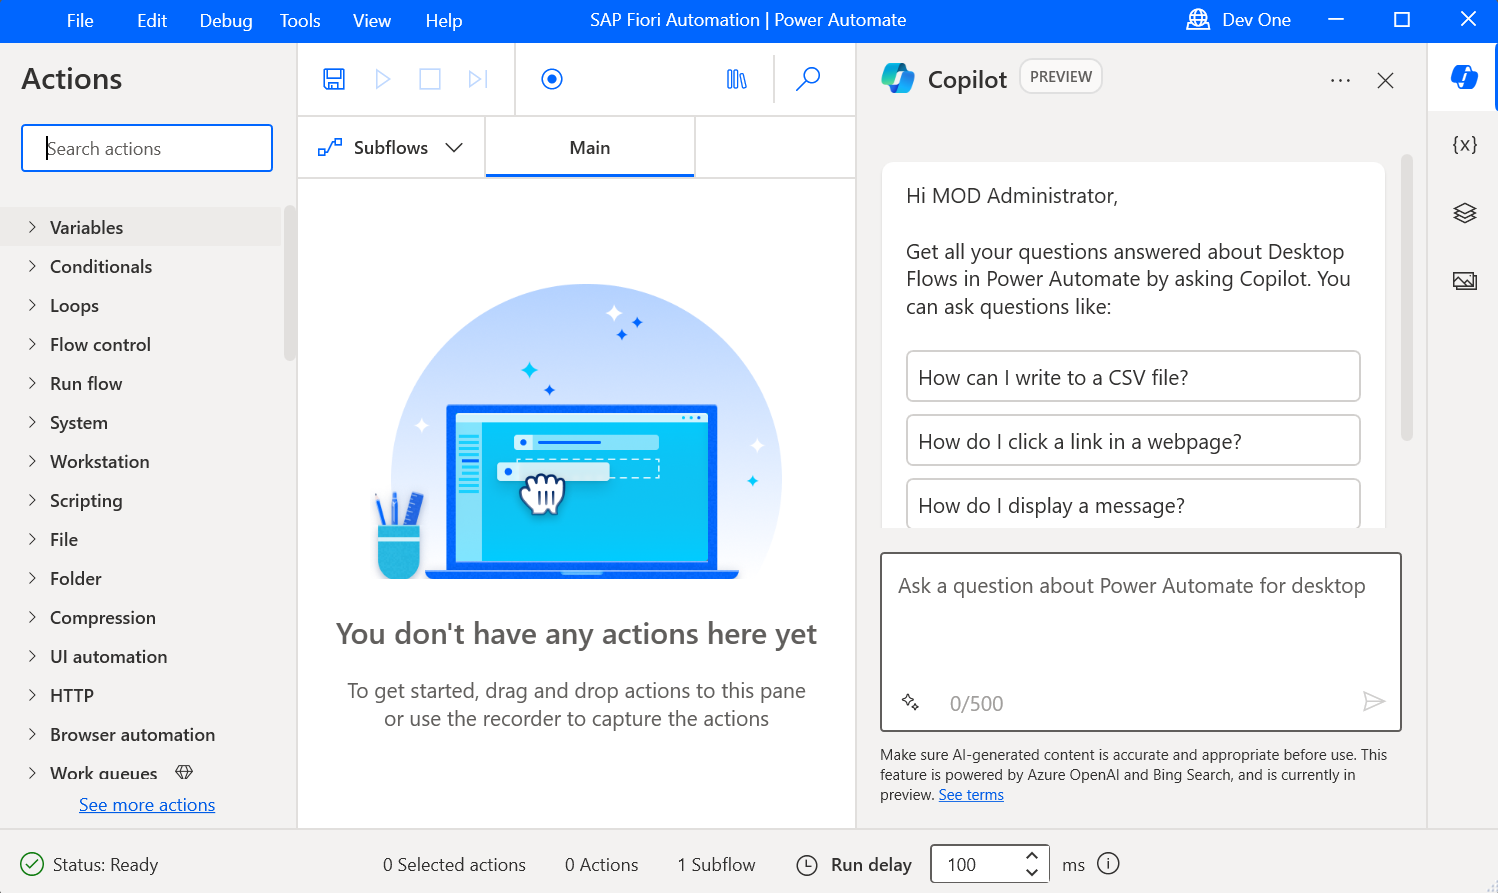 File Edit Debug Tools View Help SAP Fiori Automation | Power Automate Dev One
Actions
Search actions
Variables
Conditionals
Loops
Flow control
Run flow
System
Workstation
Scripting
File
Folder
Compression
UI automation
HTTP
Browser automation
Work queues
See more actions
Subflows Main
You don't have any actions here yet
To get started, drag and drop actions to this pane
or use the recorder to capture the actions
Copilot PREVIEW
Hi MOD Administrator,
Get all your questions answered about Desktop
Flows in Power Automate by asking Copilot. You
can ask questions like:
How can I write to a CSV file?
How do I click a link in a webpage?
How do I display a message?
Ask a question about Power Automate for desktop
0/500
Make sure AI-generated content is accurate and appropriate before use. This
feature is powered by Azure OpenAI and Bing Search, and is currently in
preview. See terms
{x}
Status: Ready 0 Selected actions 0 Actions 1 Subflow Run delay 100 ms